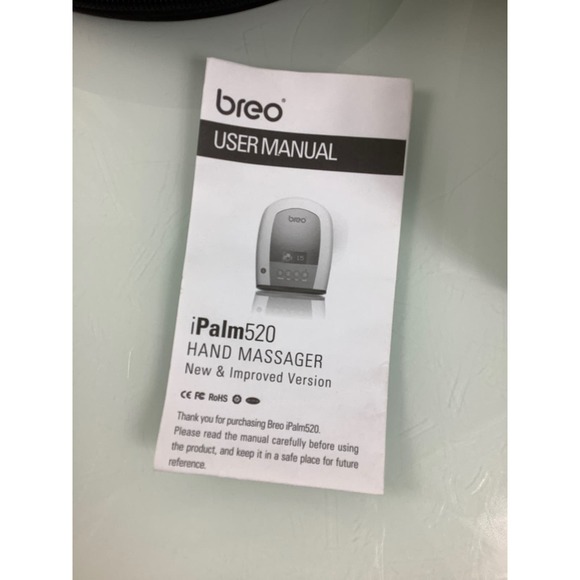 breo®
USER MANUAL
breo
iPalm520
HAND MASSAGER
New & Improved Version
CE FC RoHS
Thank you for purchasing Breo iPalm520.
Please read the manual carefully before using
the product, and keep it in a safe place for future
reference.